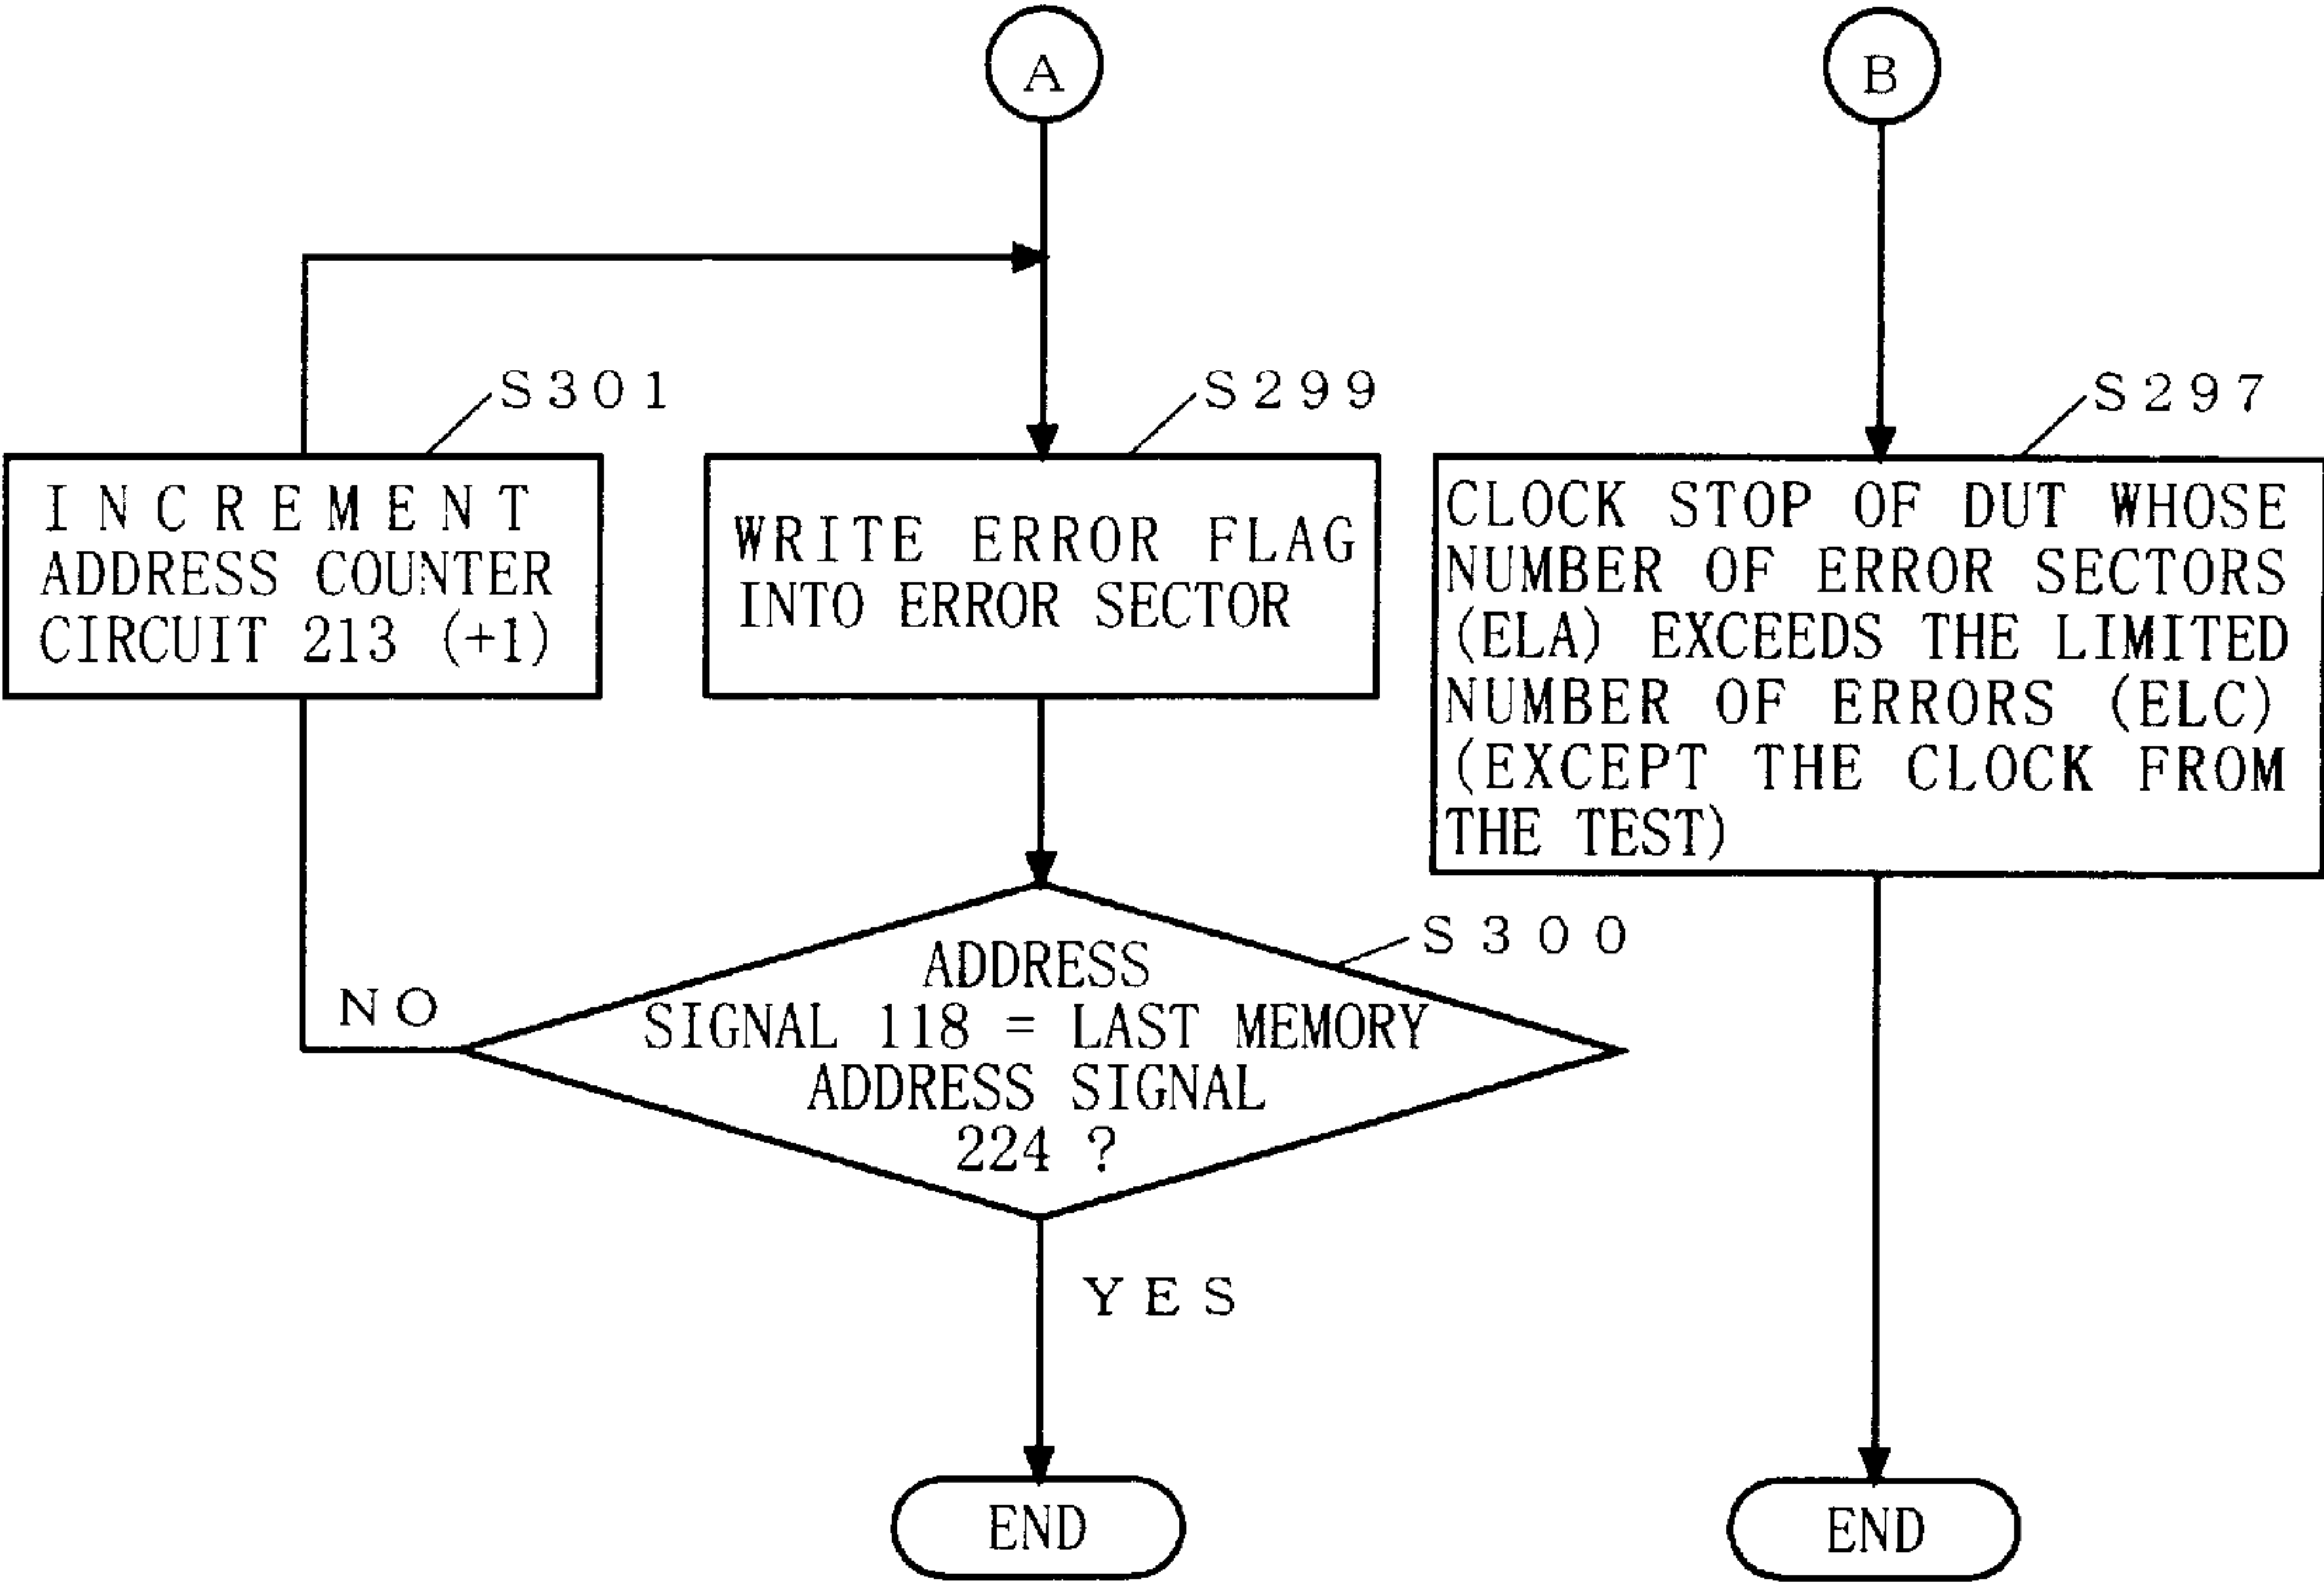 A
B
S301
S299
S297
INCREMENT
ADDRESS COUNTER
CIRCUIT 213 (+1)
WRITE ERROR FLAG
INTO ERROR SECTOR
CLOCK STOP OF DUT WHOSE
NUMBER OF ERROR SECTORS
(ELA) EXCEEDS THE LIMITED
NUMBER OF ERRORS (ELC)
(EXCEPT THE CLOCK FROM
THE TEST)
S300
NO
ADDRESS
SIGNAL 118 = LAST MEMORY
ADDRESS SIGNAL
224 ?
YES
END
END